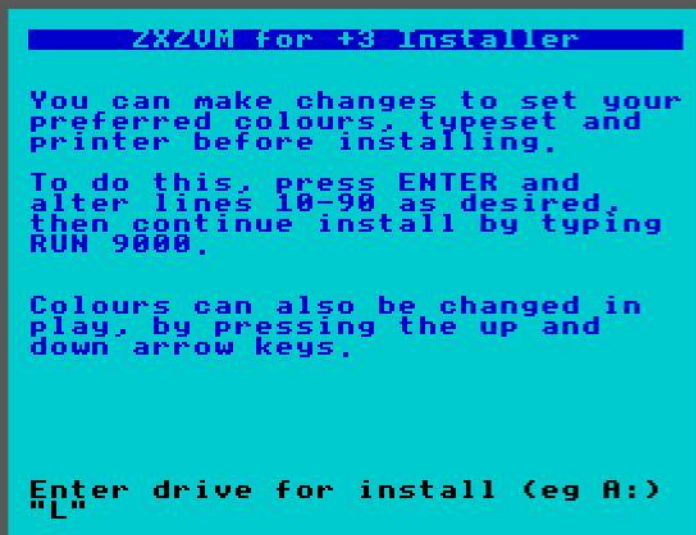 ZXZVM for +3 Installer
You can make changes to set your
preferred colours, typeset and
printer before installing.
To do this, press ENTER and
alter lines 10-90 as desired,
then continue install by typing
RUN 9000.
Colours can also be changed in
play, by pressing the up and
down arrow keys.
Enter drive for install (eg A:)
"L"